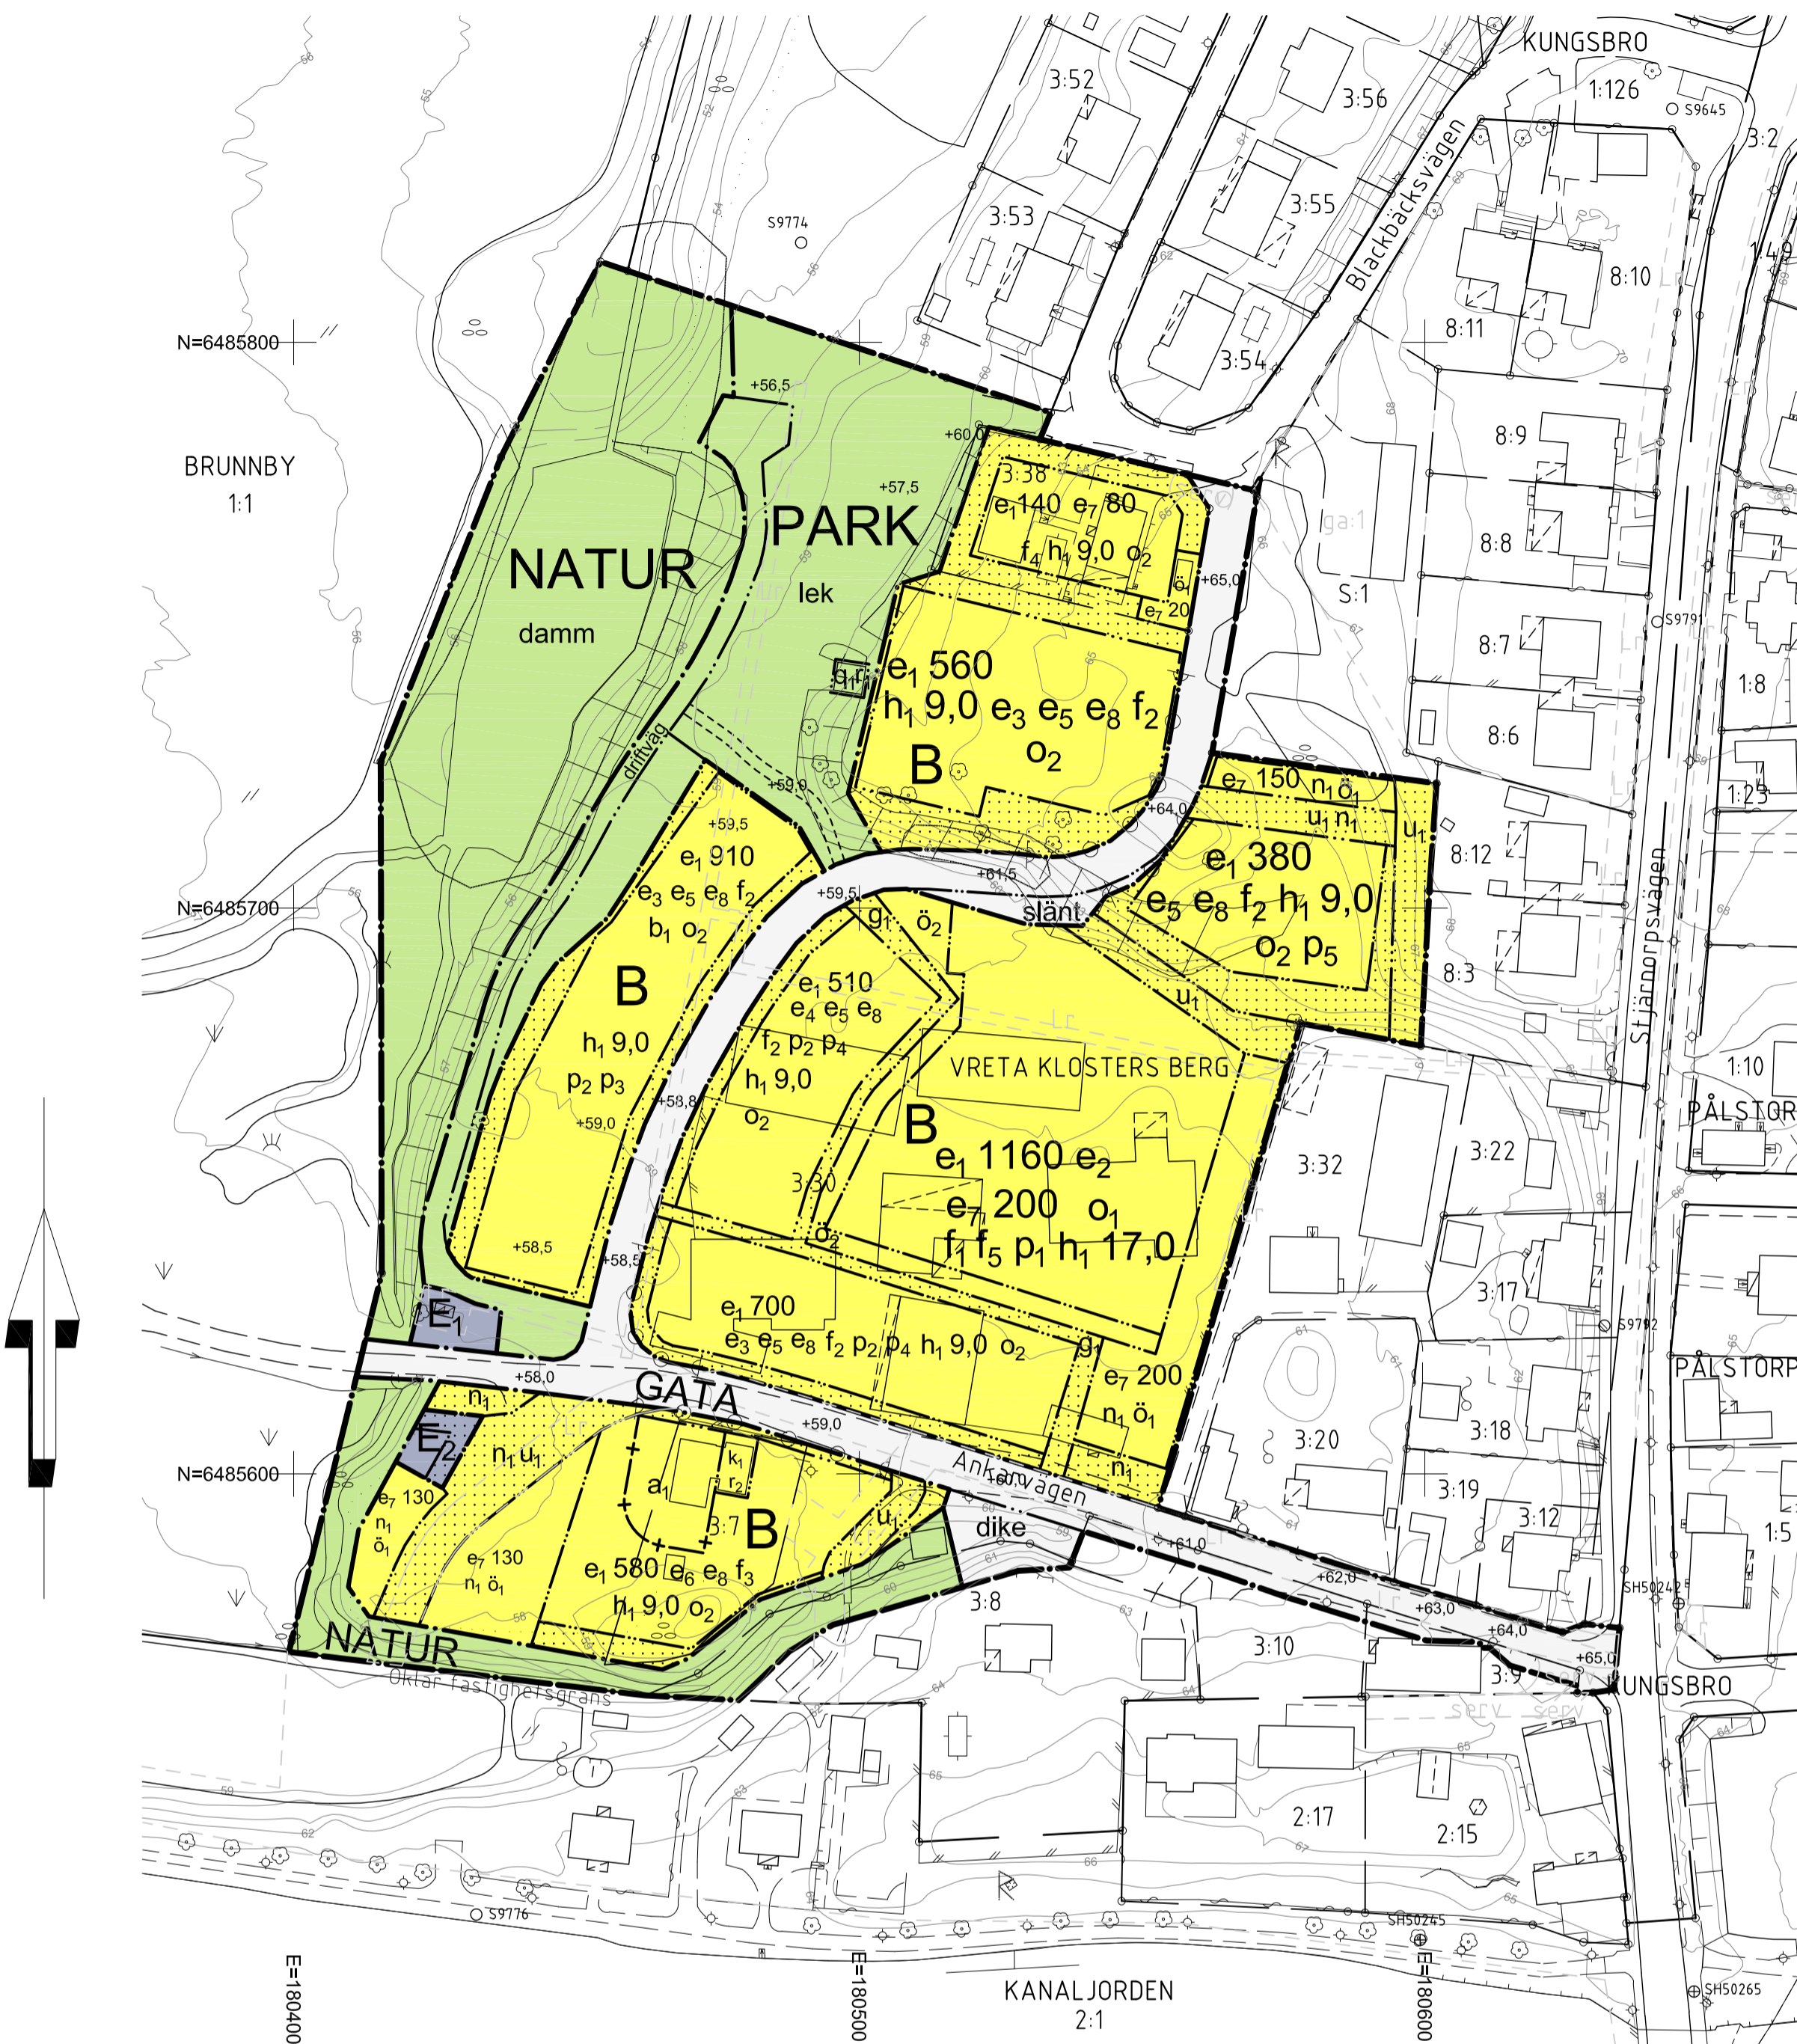 KUNGSBRO
1:126
S9645
3:2
3:52
3:56
Blackbäcksvägen
3:53
3:55
S9774
8:10
1:49
8:11
3:54
N=6485800
+56,5
8:9
BRUNNBY
1:1
+60,0
3:38
+57,5
e₁ 140 e₇ 80
PARK
NATUR
f₄ h₁ 9,0 o₂
ga:1
8:8
lek
ö₁
+65,0
S:1
damm
e₇ 20
S9791
8:7
e₁ 560
q₁ r₁
1:8
h₁ 9,0 e₃ e₅ e₈ f₂
o₂
8:6
B
driftväg
+59,0
e₇ 150 n₁ ö₁
1:23
+64,0
u₁ n₁
u₁
+59,5
e₁ 910
e₁ 380
8:12
+61,5
e₃ e₅ e₈ f₂
+59,5
e₅ e₈ f₂ h₁ 9,0
N=6485700
b₁ o₂
g₁
ö₂
slänt
o₂ p₅
Stjärnorpsvägen
B
8:3
e₁ 510
e₄ e₅ e₈
u₁
Lr
h₁ 9,0
f₂ p₂ p₄
VRETA KLOSTERS BERG
1:10
p₂ p₃
h₁ 9,0
+58,8
PÅLSTOR
+59,0
o₂
B
e₁ 1160 e₂
3:32
3:22
3:30
e₇ 200 o₁
ö₂
f₁ f₅ p₁ h₁ 17,0
+58,5
+58,5
3:17
E₁
e₁ 700
S9792
e₃ e₅ e₈ f₂ p₂ p₄ h₁ 9,0 o₂
g₁
PÅLSTORP
+58,0
e₇ 200
GATA
n₁
+59,0
n₁ ö₁
E₂
n₁ u₁
3:20
3:18
k₁
N=6485600
a₁
r₂
Ankarvägen
n₁
3:19
e₇ 130
n₁
ö₁
u₁
3:7
B
dike
3:12
1:5
+61,0
e₇ 130
n₁ ö₁
e₁ 580 e₆ e₈ f₃
+62,0
SH50242
h₁ 9,0 o₂
3:8
+63,0
NATUR
+64,0
3:10
+65,0
3:9
Oklar fastighetsgräns
KUNGSBRO
serv serv
2:17
2:15
S9776
SH50245
E=180400
E=180500
E=180600
KANALJORDEN
2:1
SH50265